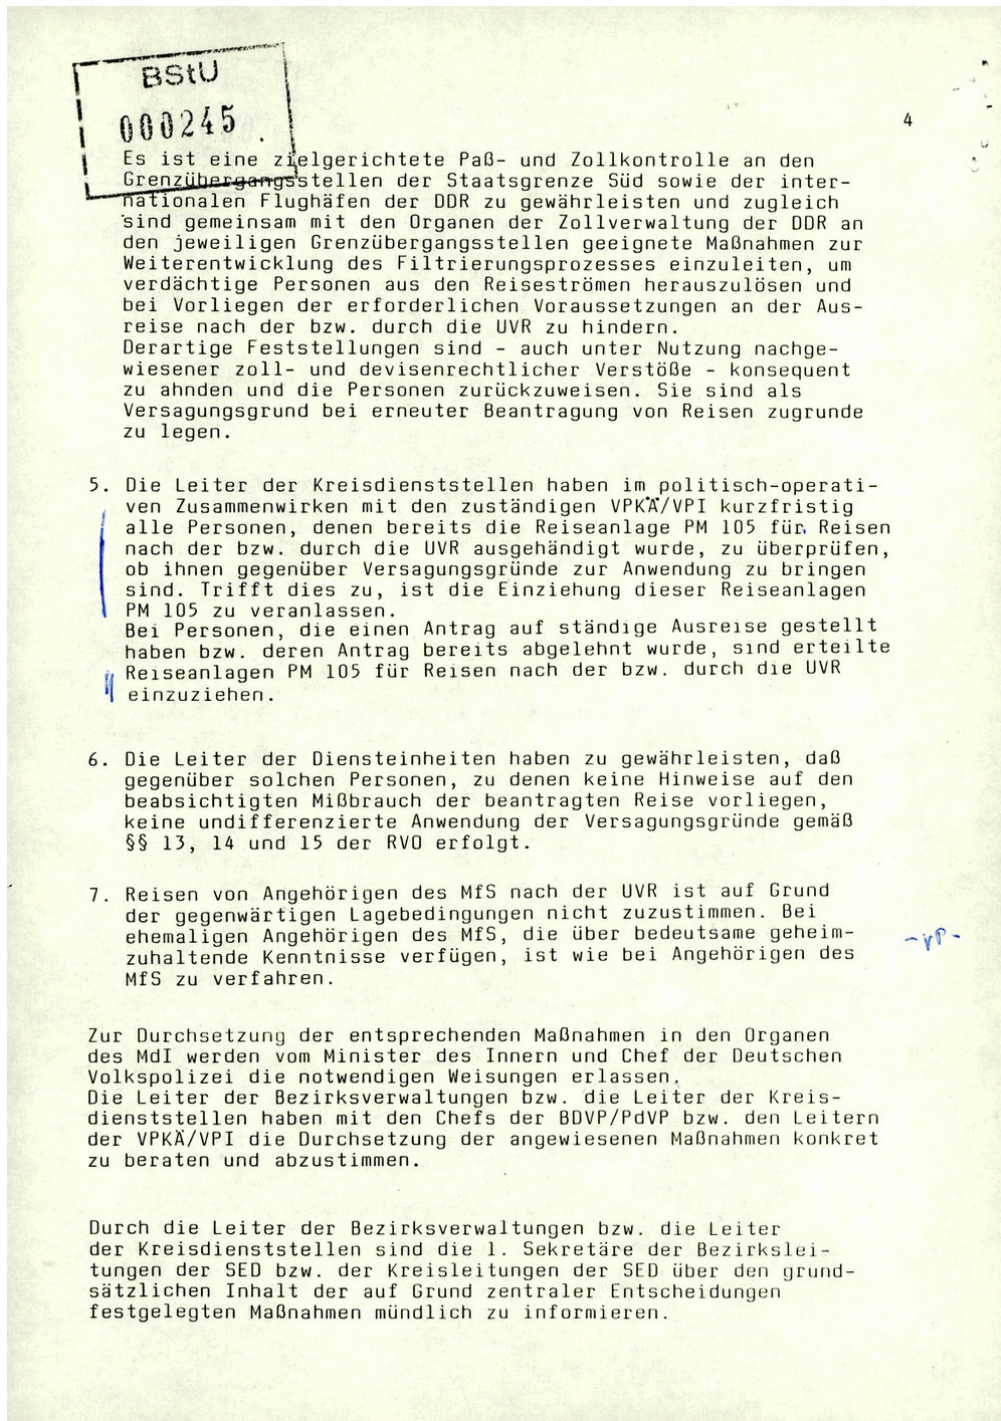 BStU
000245
4
Es ist eine zielgerichtete Paß- und Zollkontrolle an den
Grenzübergangsstellen der Staatsgrenze Süd sowie der inter-
nationalen Flughäfen der DDR zu gewährleisten und zugleich
sind gemeinsam mit den Organen der Zollverwaltung der DDR an
den jeweiligen Grenzübergangsstellen geeignete Maßnahmen zur
Weiterentwicklung des Filtrierungsprozesses einzuleiten, um
verdächtige Personen aus den Reiseströmen herauszulösen und
bei Vorliegen der erforderlichen Voraussetzungen an der Aus-
reise nach der bzw. durch die UVR zu hindern.
Derartige Feststellungen sind - auch unter Nutzung nachge-
wiesener zoll- und devisenrechtlicher Verstöße - konsequent
zu ahnden und die Personen zurückzuweisen. Sie sind als
Versagungsgrund bei erneuter Beantragung von Reisen zugrunde
zu legen.
5. Die Leiter der Kreisdienststellen haben im politisch-operati-
ven Zusammenwirken mit den zuständigen VPKÄ/VPI kurzfristig
alle Personen, denen bereits die Reiseanlage PM 105 für Reisen
nach der bzw. durch die UVR ausgehändigt wurde, zu überprüfen,
ob ihnen gegenüber Versagungsgründe zur Anwendung zu bringen
sind. Trifft dies zu, ist die Einziehung dieser Reiseanlagen
PM 105 zu veranlassen.
Bei Personen, die einen Antrag auf ständige Ausreise gestellt
haben bzw. deren Antrag bereits abgelehnt wurde, sind erteilte
Reiseanlagen PM 105 für Reisen nach der bzw. durch die UVR
einzuziehen.
6. Die Leiter der Diensteinheiten haben zu gewährleisten, daß
gegenüber solchen Personen, zu denen keine Hinweise auf den
beabsichtigten Mißbrauch der beantragten Reise vorliegen,
keine undifferenzierte Anwendung der Versagungsgründe gemäß
§§ 13, 14 und 15 der RVO erfolgt.
7. Reisen von Angehörigen des MfS nach der UVR ist auf Grund
der gegenwärtigen Lagebedingungen nicht zuzustimmen. Bei
ehemaligen Angehörigen des MfS, die über bedeutsame geheim-
zuhaltende Kenntnisse verfügen, ist wie bei Angehörigen des
MfS zu verfahren.
Zur Durchsetzung der entsprechenden Maßnahmen in den Organen
des MdI werden vom Minister des Innern und Chef der Deutschen
Volkspolizei die notwendigen Weisungen erlassen.
Die Leiter der Bezirksverwaltungen bzw. die Leiter der Kreis-
dienststellen haben mit den Chefs der BDVP/PdVP bzw. den Leitern
der VPKÄ/VPI die Durchsetzung der angewiesenen Maßnahmen konkret
zu beraten und abzustimmen.
Durch die Leiter der Bezirksverwaltungen bzw. die Leiter
der Kreisdienststellen sind die 1. Sekretäre der Bezirkslei-
tungen der SED bzw. der Kreisleitungen der SED über den grund-
sätzlichen Inhalt der auf Grund zentraler Entscheidungen
festgelegten Maßnahmen mündlich zu informieren.